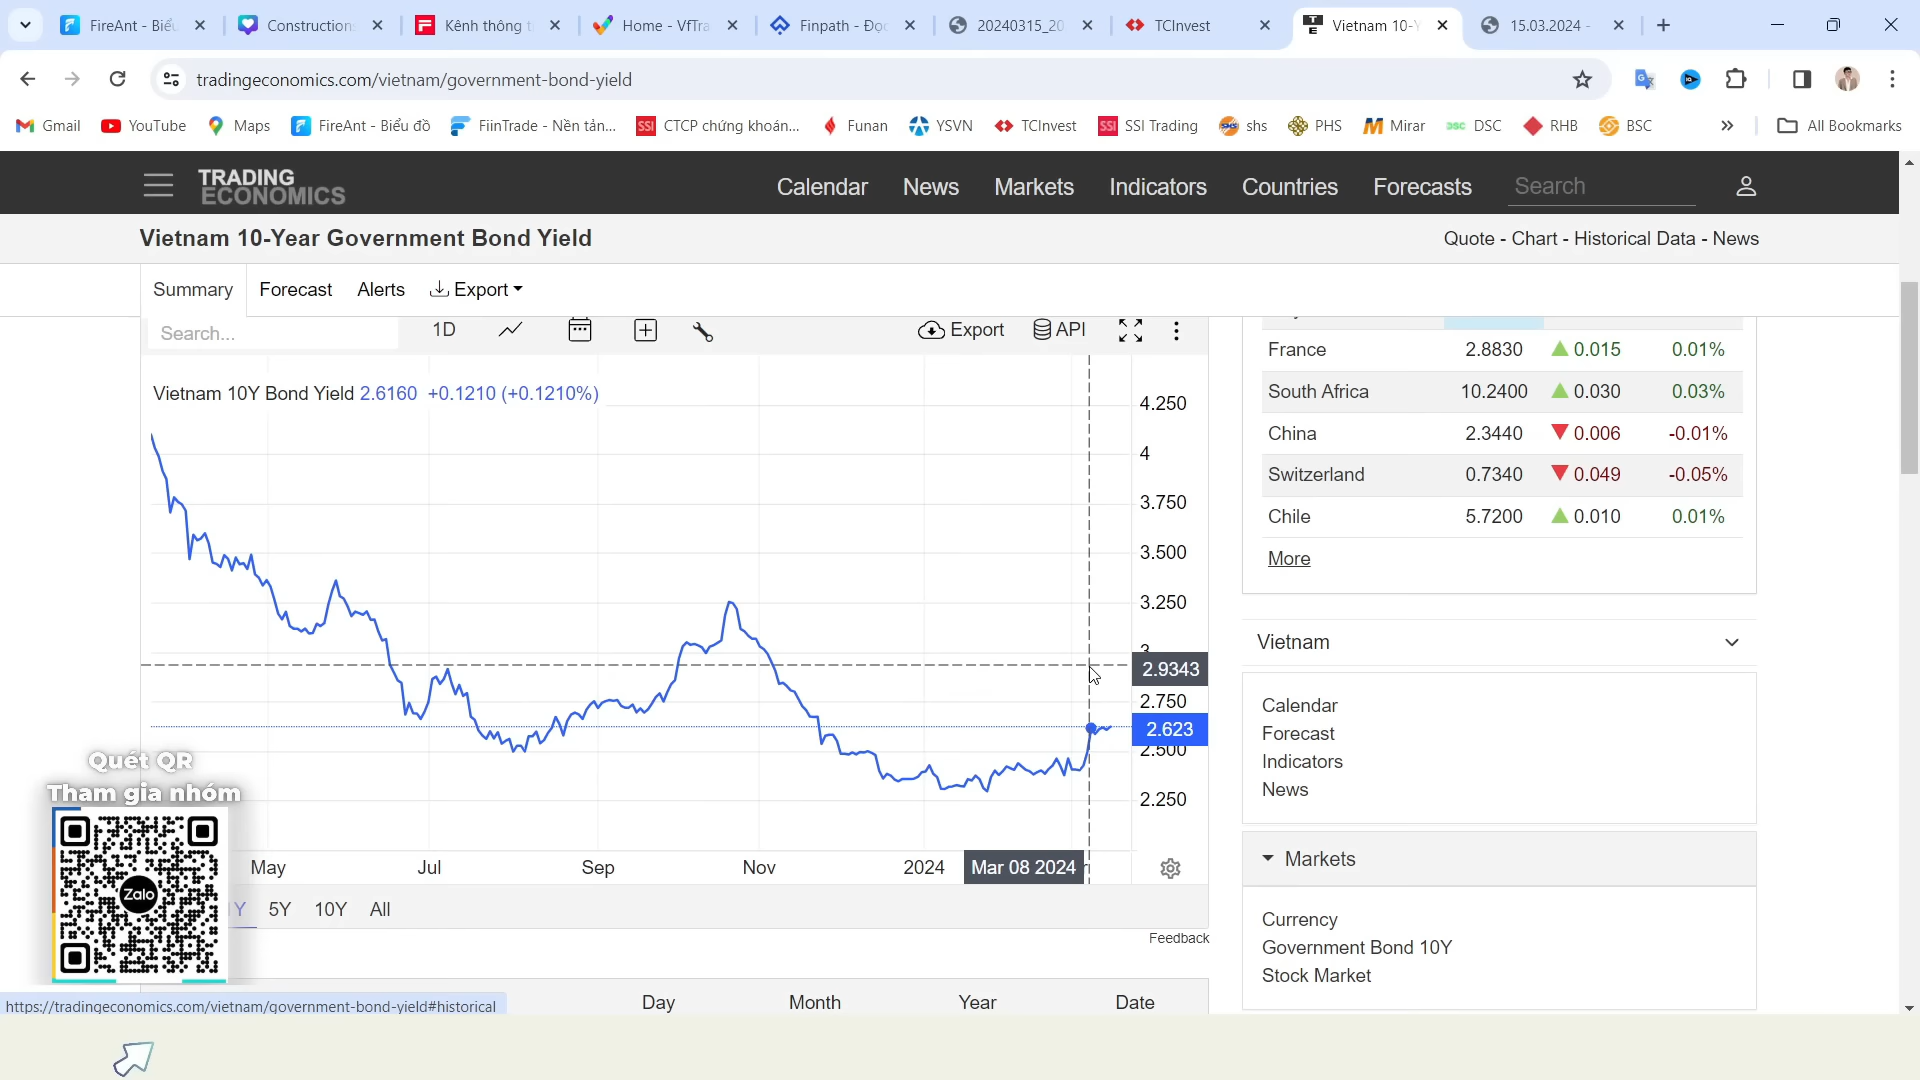 FireAnt - Biểu
Construction
Kênh thông t
Home - VfTra
Finpath - Đọc
20240315_20
TCInvest
Vietnam 10-Y
15.03.2024 -
tradingeconomics.com/vietnam/government-bond-yield
Gmail YouTube Maps FireAnt - Biểu đồ FiinTrade - Nền tản... SSI CTCP chứng khoán... Funan YSVN TCInvest SSI SSI Trading shs PHS Mirar DSC RHB BSC » All Bookmarks
TRADING
ECONOMICS
Calendar News Markets Indicators Countries Forecasts Search
Vietnam 10-Year Government Bond Yield
Quote - Chart - Historical Data - News
Summary Forecast Alerts Export
Search... 1D Export API
Vietnam 10Y Bond Yield 2.6160 +0.1210 (+0.1210%)
4.250
4
3.750
3.500
3.250
3
2.9343
2.750
2.623
2.500
2.250
May Jul Sep Nov 2024 Mar 08 2024
Y 5Y 10Y All
Feedback
Day Month Year Date
France 2.8830 0.015 0.01%
South Africa 10.2400 0.030 0.03%
China 2.3440 0.006 -0.01%
Switzerland 0.7340 0.049 -0.05%
Chile 5.7200 0.010 0.01%
More
Vietnam
Calendar
Forecast
Indicators
News
Markets
Currency
Government Bond 10Y
Stock Market
Quét QR
Tham gia nhóm
Zalo
https://tradingeconomics.com/vietnam/government-bond-yield#historical